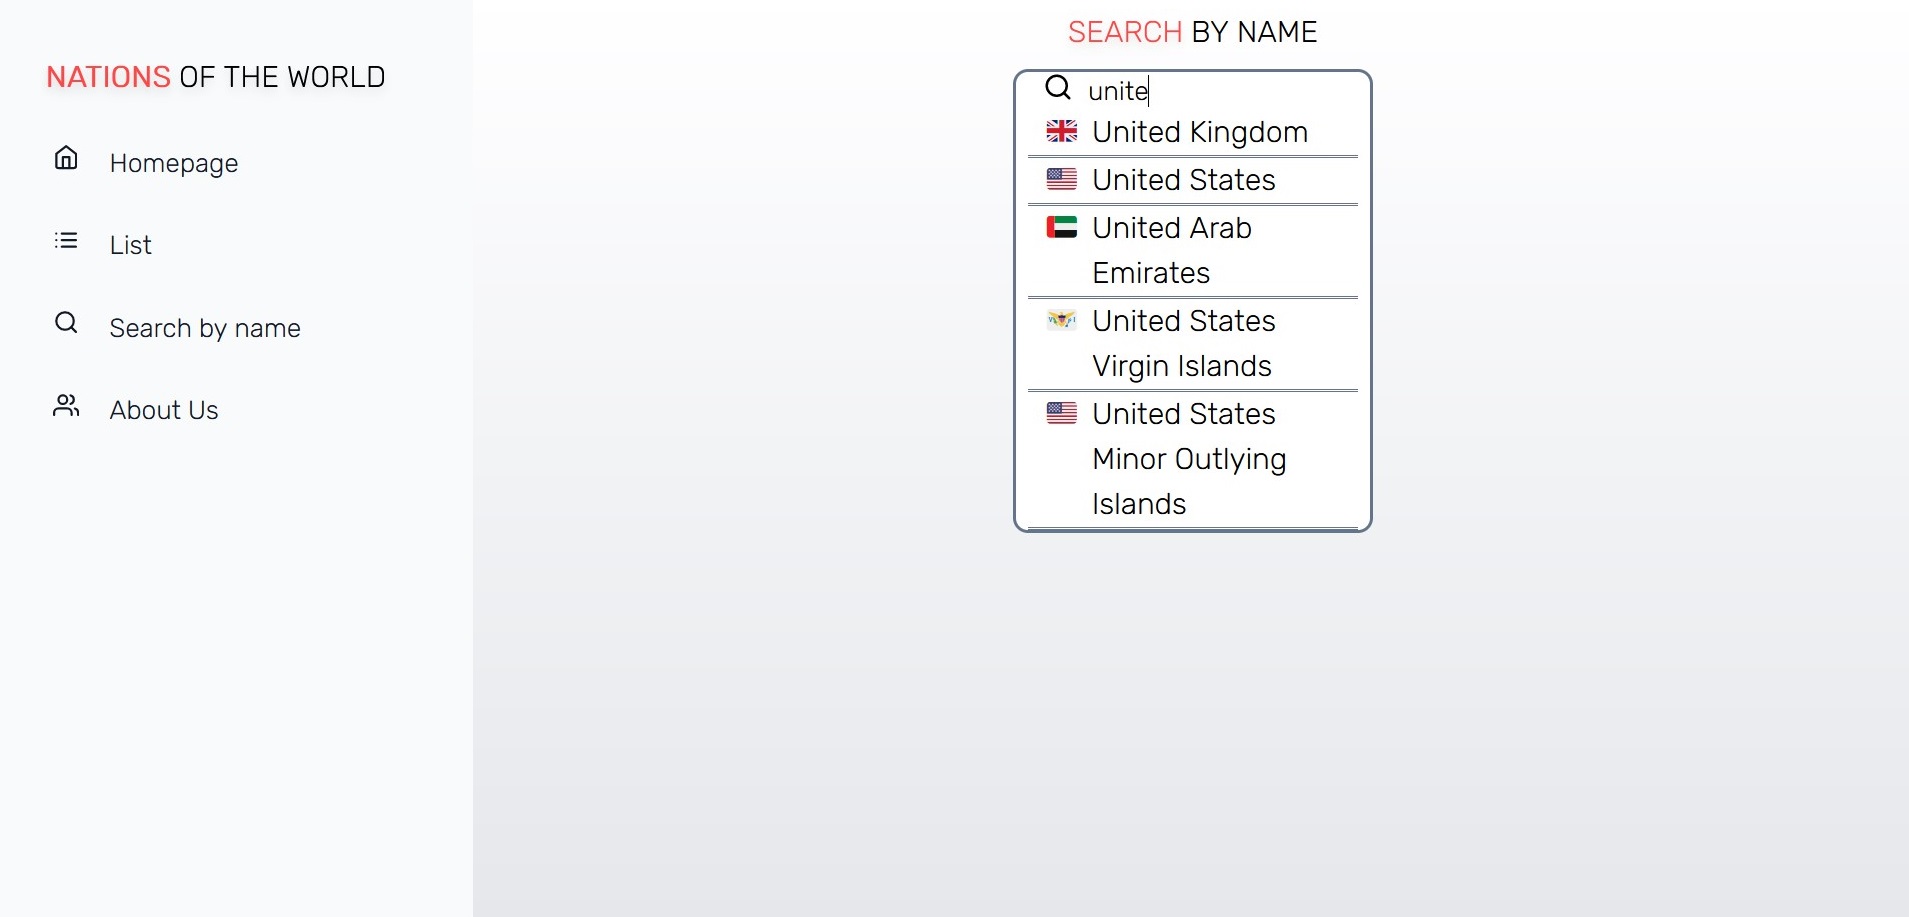 NATIONS OF THE WORLD
Homepage
List
Search by name
About Us
SEARCH BY NAME
unite
United Kingdom
United States
United Arab
Emirates
United States
Virgin Islands
United States
Minor Outlying
Islands